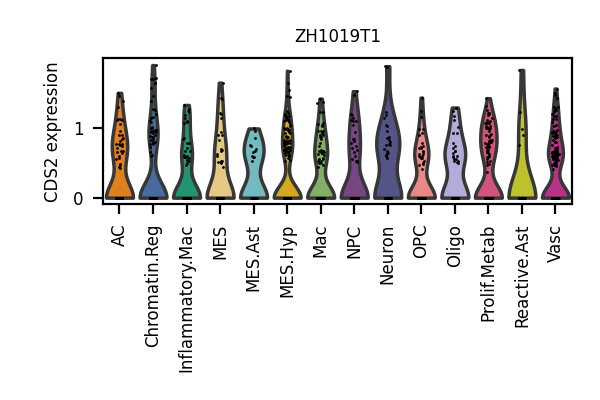 ZH1019T1
CDS2 expression
1
0
AC
Chromatin.Reg
Inflammatory.Mac
MES
MES.Ast
MES.Hyp
Mac
NPC
Neuron
OPC
Oligo
Prolif.Metab
Reactive.Ast
Vasc